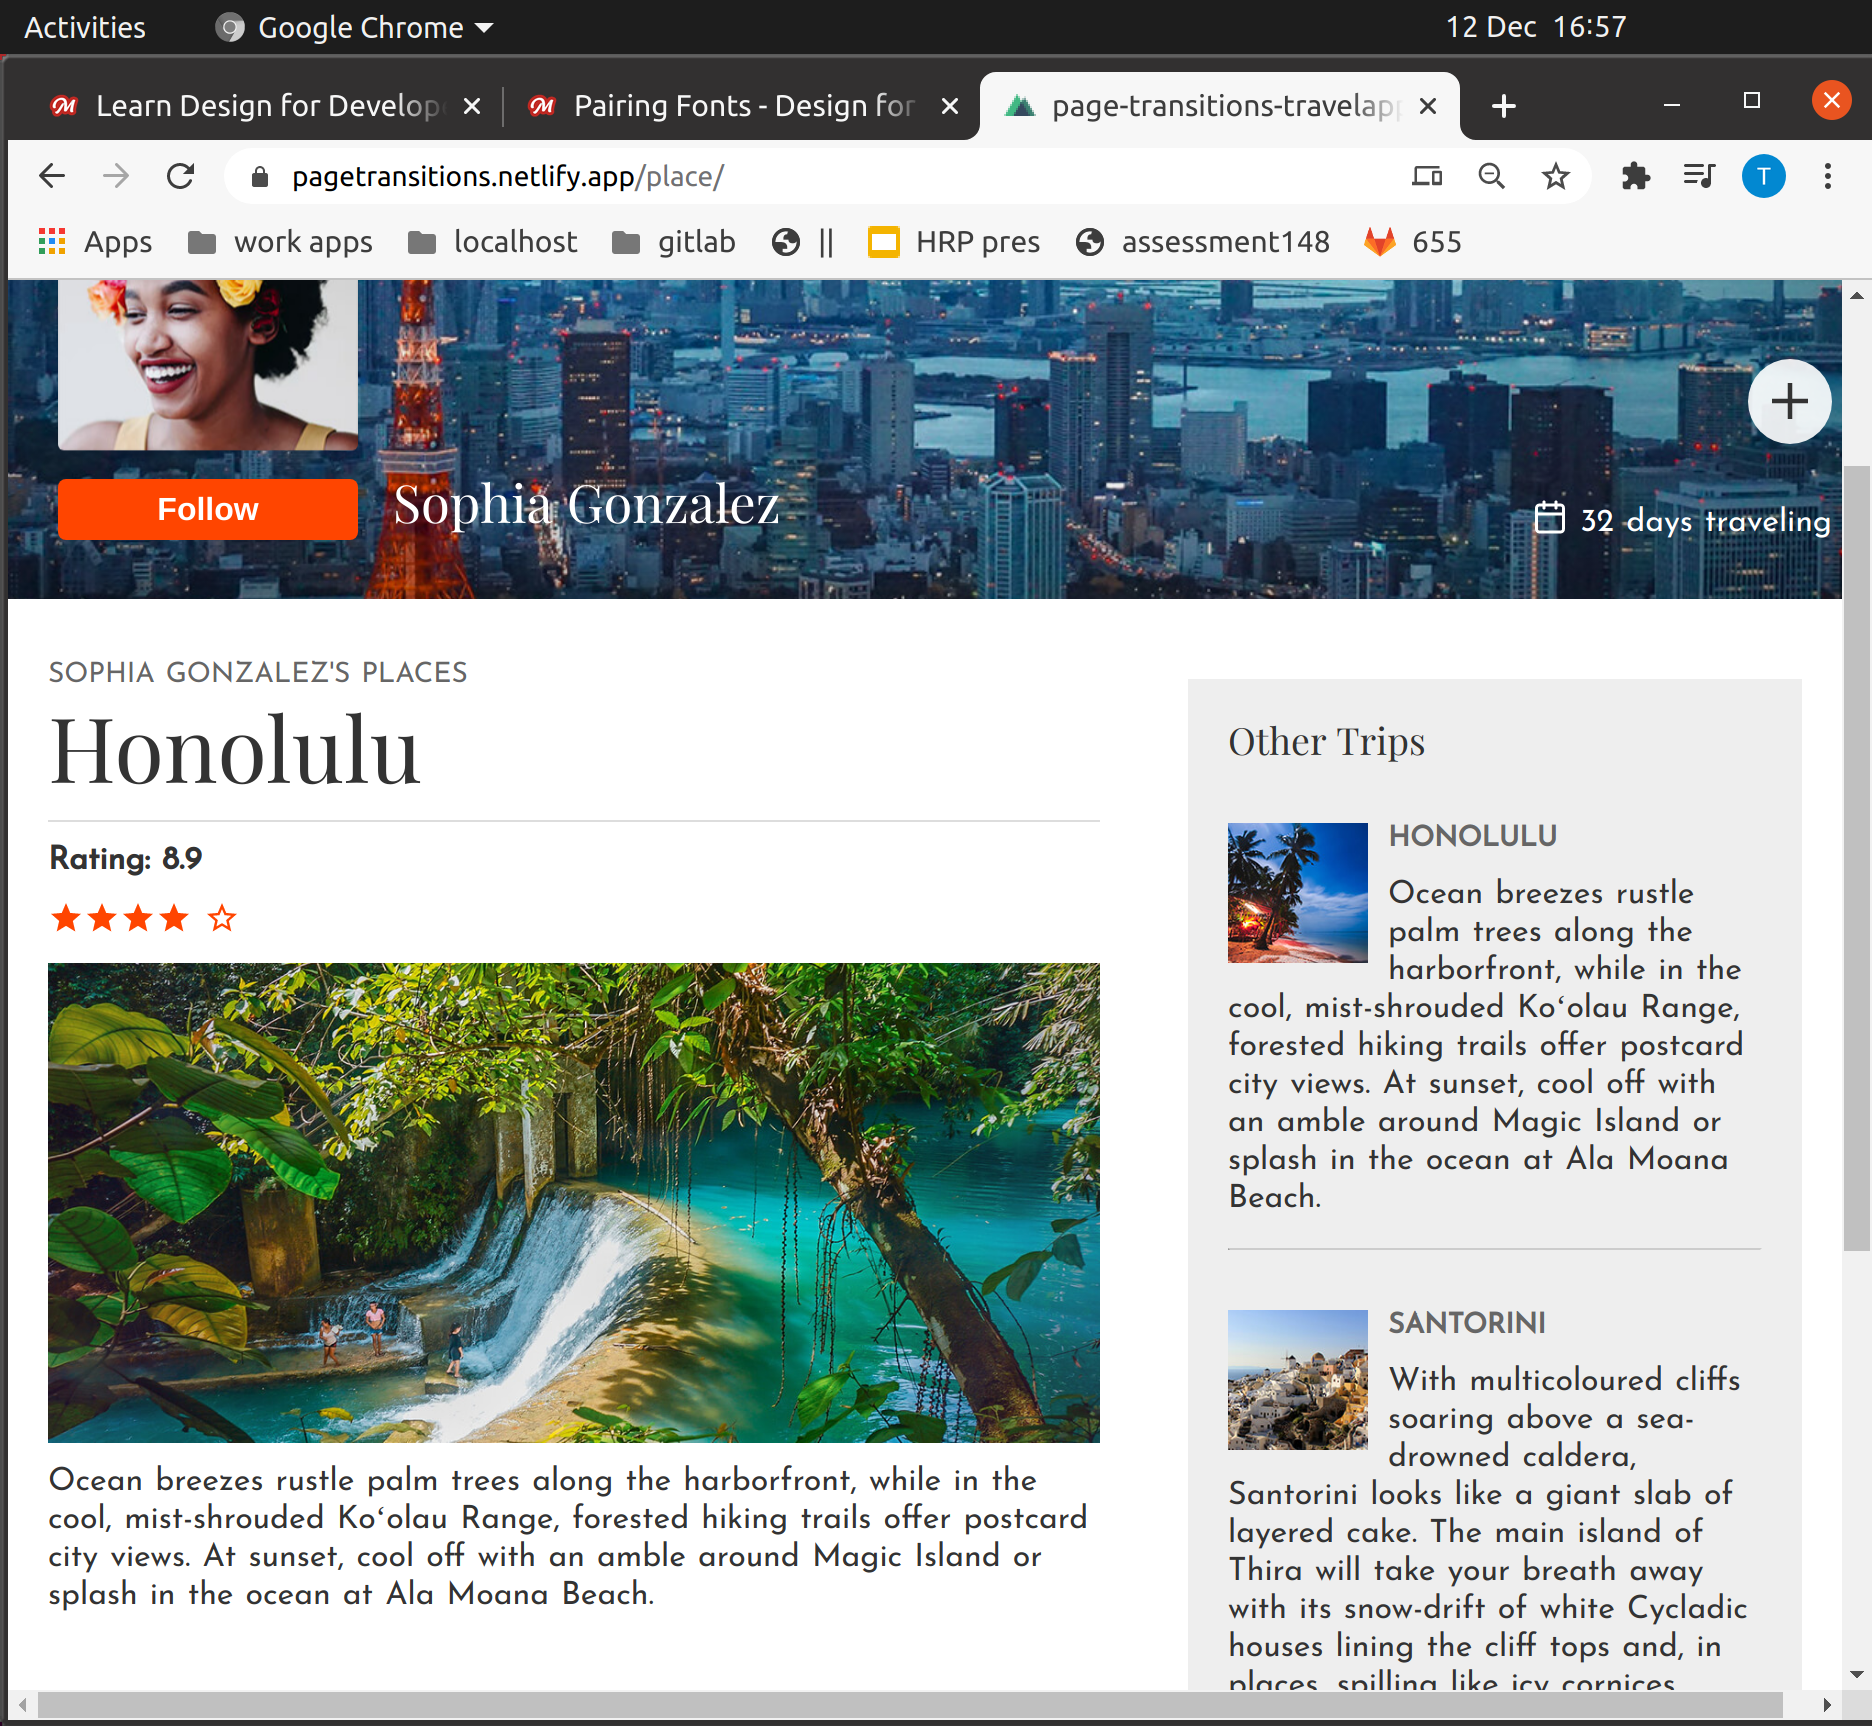 Activities
Google Chrome
12 Dec 16:57
Learn Design for Develop
Pairing Fonts - Design for
page-transitions-travelapp
pagetransitions.netlify.app/place/
T
Apps
work apps
localhost
gitlab
||
HRP pres
assessment148
655
Follow
Sophia Gonzalez
32 days traveling
SOPHIA GONZALEZ'S PLACES
Honolulu
Rating: 8.9
Ocean breezes rustle palm trees along the harborfront, while in the
cool, mist-shrouded Koʻolau Range, forested hiking trails offer postcard
city views. At sunset, cool off with an amble around Magic Island or
splash in the ocean at Ala Moana Beach.
Other Trips
HONOLULU
Ocean breezes rustle
palm trees along the
harborfront, while in the
cool, mist-shrouded Koʻolau Range,
forested hiking trails offer postcard
city views. At sunset, cool off with
an amble around Magic Island or
splash in the ocean at Ala Moana
Beach.
SANTORINI
With multicoloured cliffs
soaring above a sea-
drowned caldera,
Santorini looks like a giant slab of
layered cake. The main island of
Thira will take your breath away
with its snow-drift of white Cycladic
houses lining the cliff tops and, in
places, spilling like icy cornices